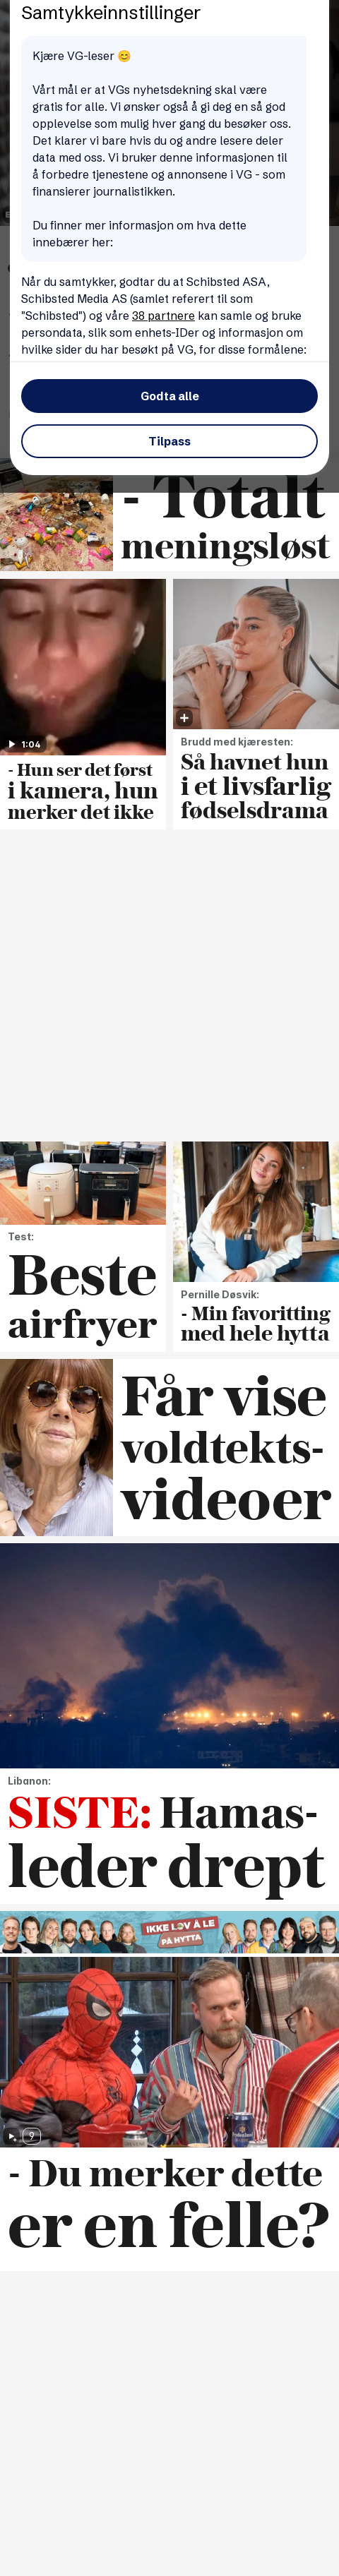 Samtykkeinnstillinger
Kjære VG-leser 😊
Vårt mål er at VGs nyhetsdekning skal være
gratis for alle. Vi ønsker også å gi deg en så god
opplevelse som mulig hver gang du besøker oss.
Det klarer vi bare hvis du og andre lesere deler
data med oss. Vi bruker denne informasjonen til
å forbedre tjenestene og annonsene i VG - som
finansierer journalistikken.
Du finner mer informasjon om hva dette
innebærer her:
Når du samtykker, godtar du at Schibsted ASA,
Schibsted Media AS (samlet referert til som
"Schibsted") og våre 38 partnere kan samle og bruke
persondata, slik som enhets-IDer og informasjon om
hvilke sider du har besøkt på VG, for disse formålene:
Godta alle
Tilpass
- Totalt
meningsløst
1:04
- Hun ser det først
i kamera, hun
merker det ikke
Brudd med kjæresten:
Så havnet hun
i et livsfarlig
fødselsdrama
Test:
Beste
airfryer
Pernille Døsvik:
- Min favoritting
med hele hytta
Får vise
voldtekts-
videoer
Libanon:
SISTE: Hamas-
leder drept
IKKE LOV Å LE
PÅ HYTTA
9
- Du merker dette
er en felle?